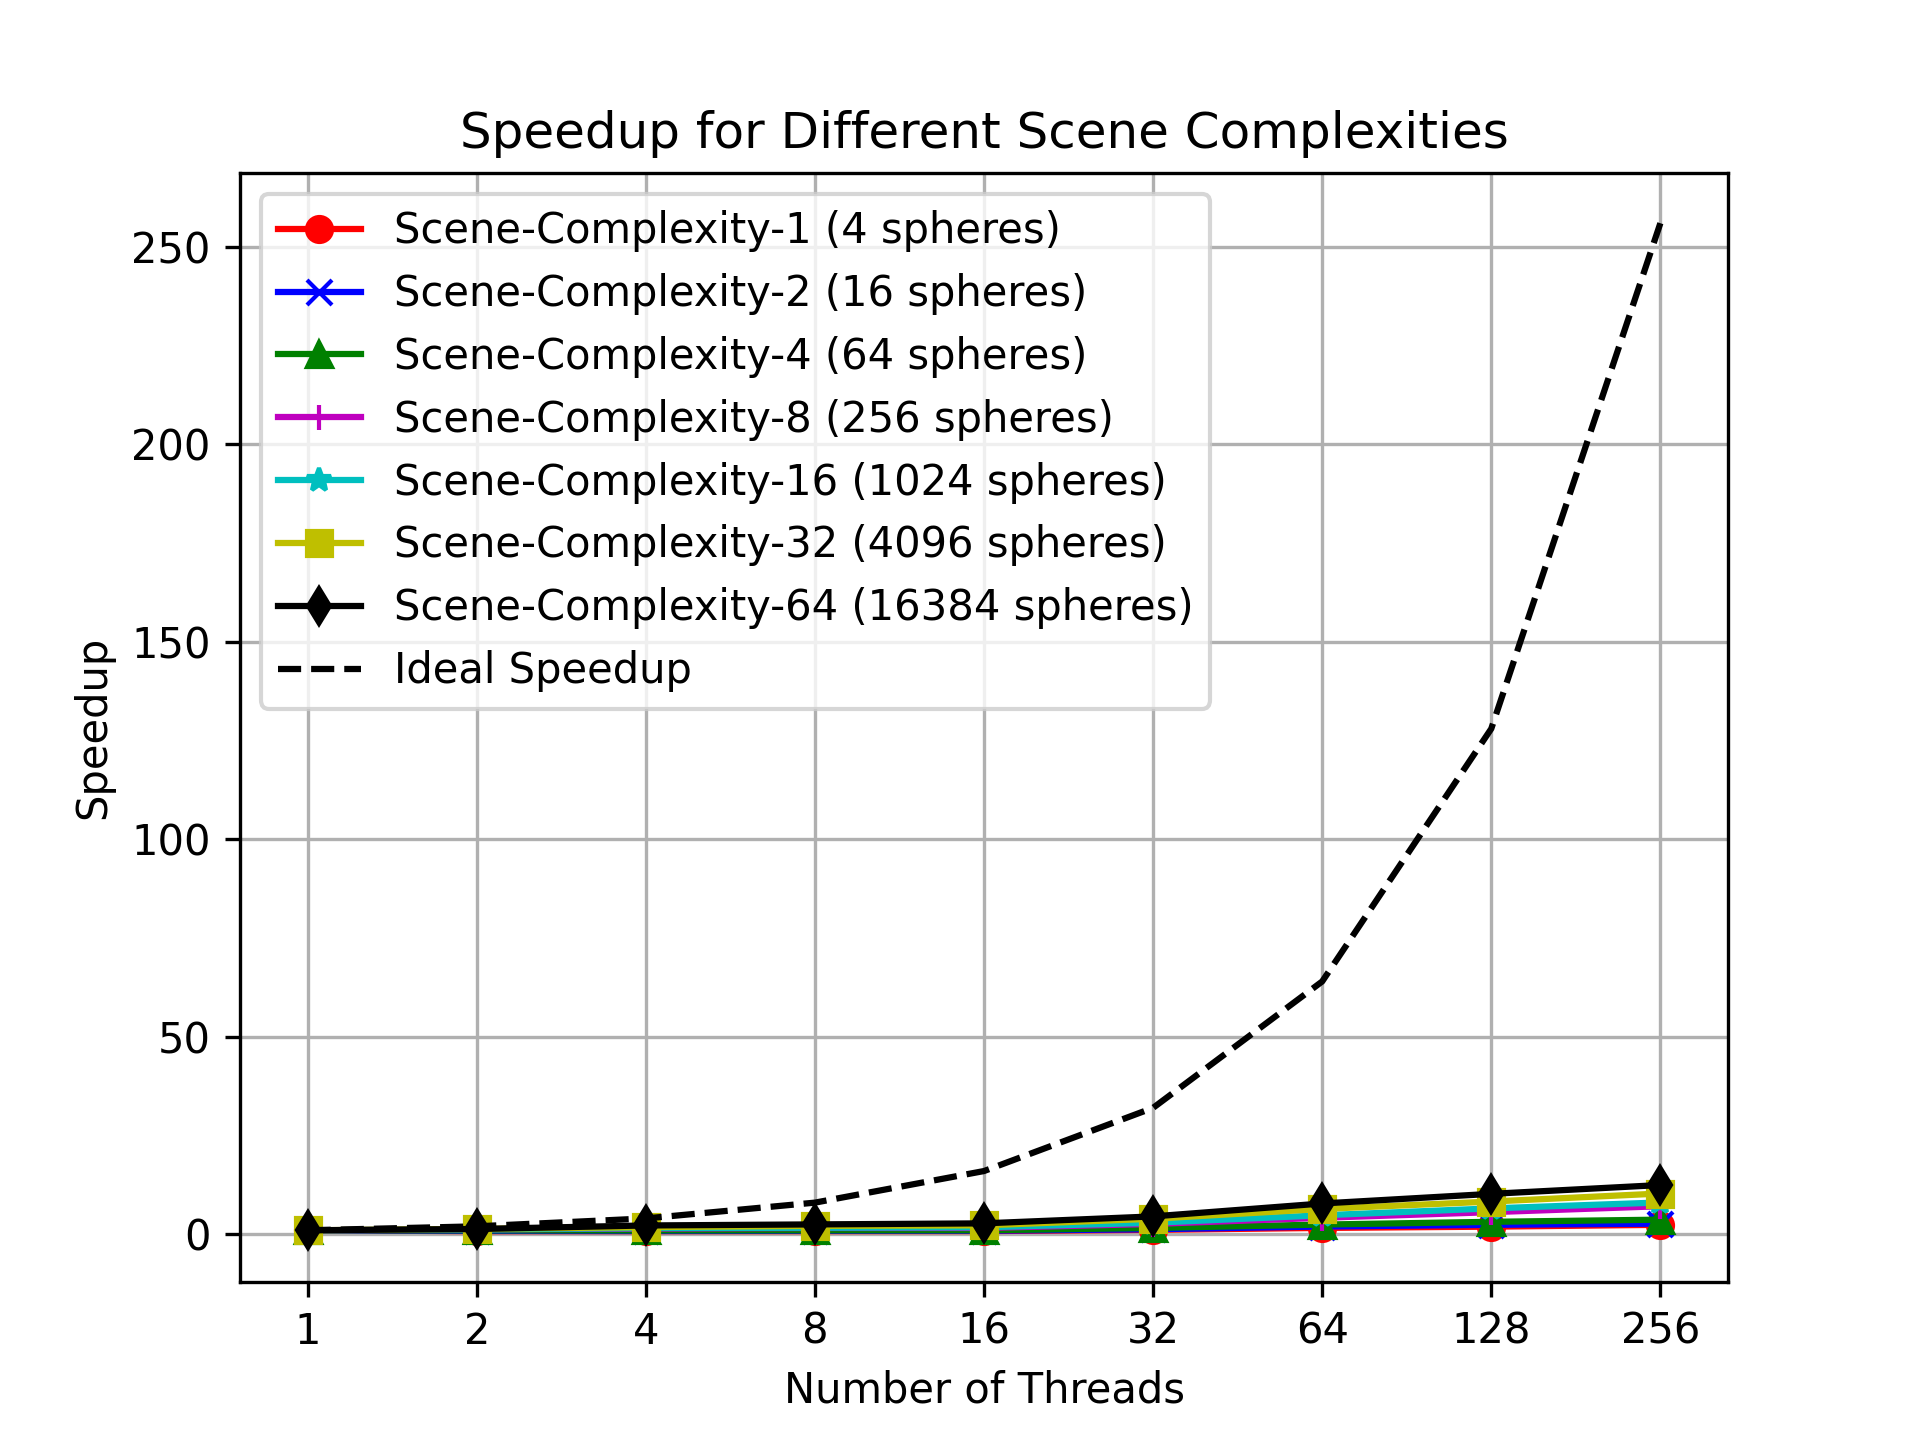 Speedup for Different Scene Complexities
Scene-Complexity-1 (4 spheres)
Scene-Complexity-2 (16 spheres)
Scene-Complexity-4 (64 spheres)
Scene-Complexity-8 (256 spheres)
Scene-Complexity-16 (1024 spheres)
Scene-Complexity-32 (4096 spheres)
Scene-Complexity-64 (16384 spheres)
Ideal Speedup
Speedup
250
200
150
100
50
0
1 2 4 8 16 32 64 128 256
Number of Threads